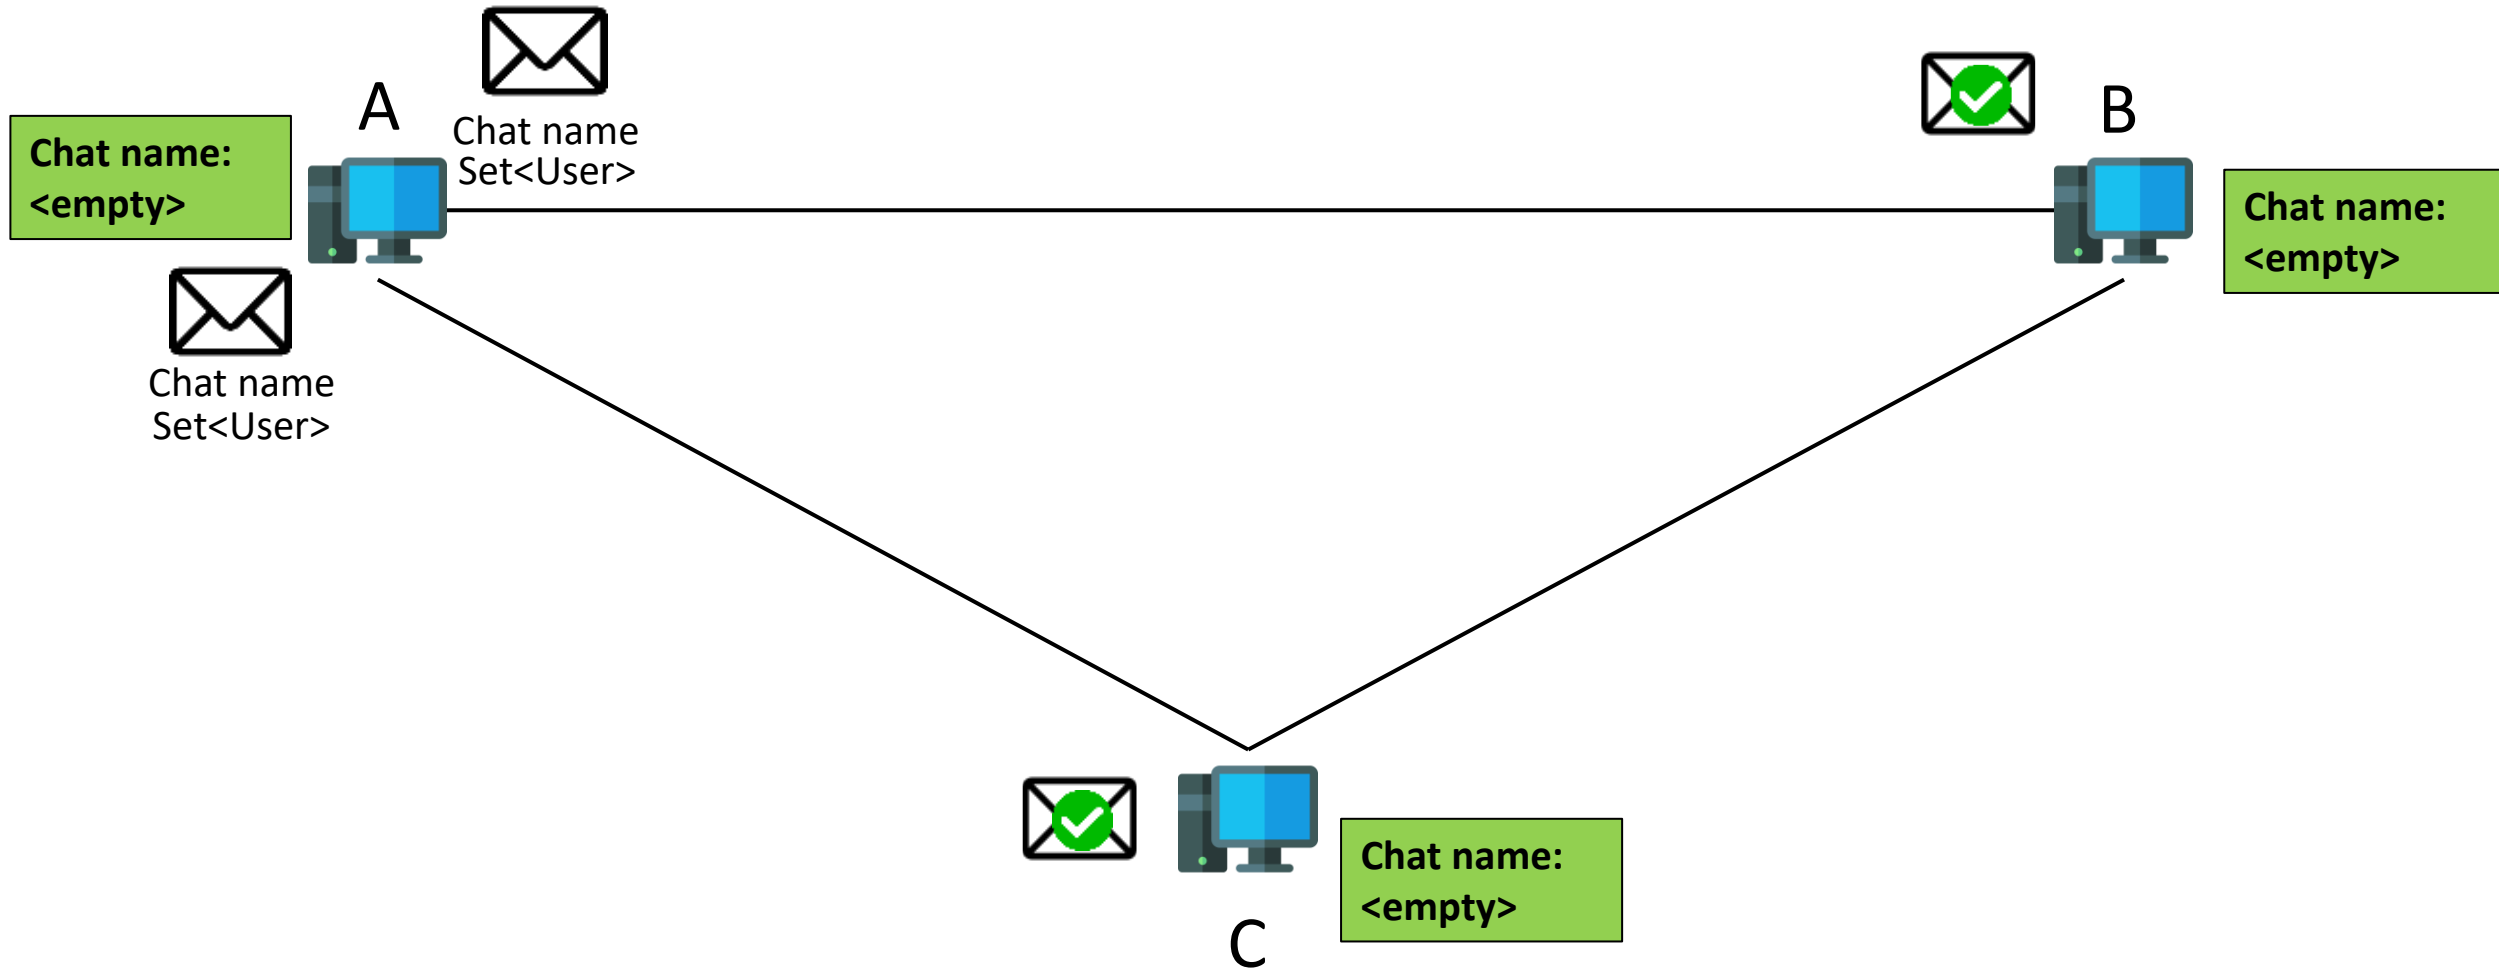 A
Chat name
Set<User>
Chat name:
<empty>
Chat name
Set<User>
B
Chat name:
<empty>
Chat name:
<empty>
C